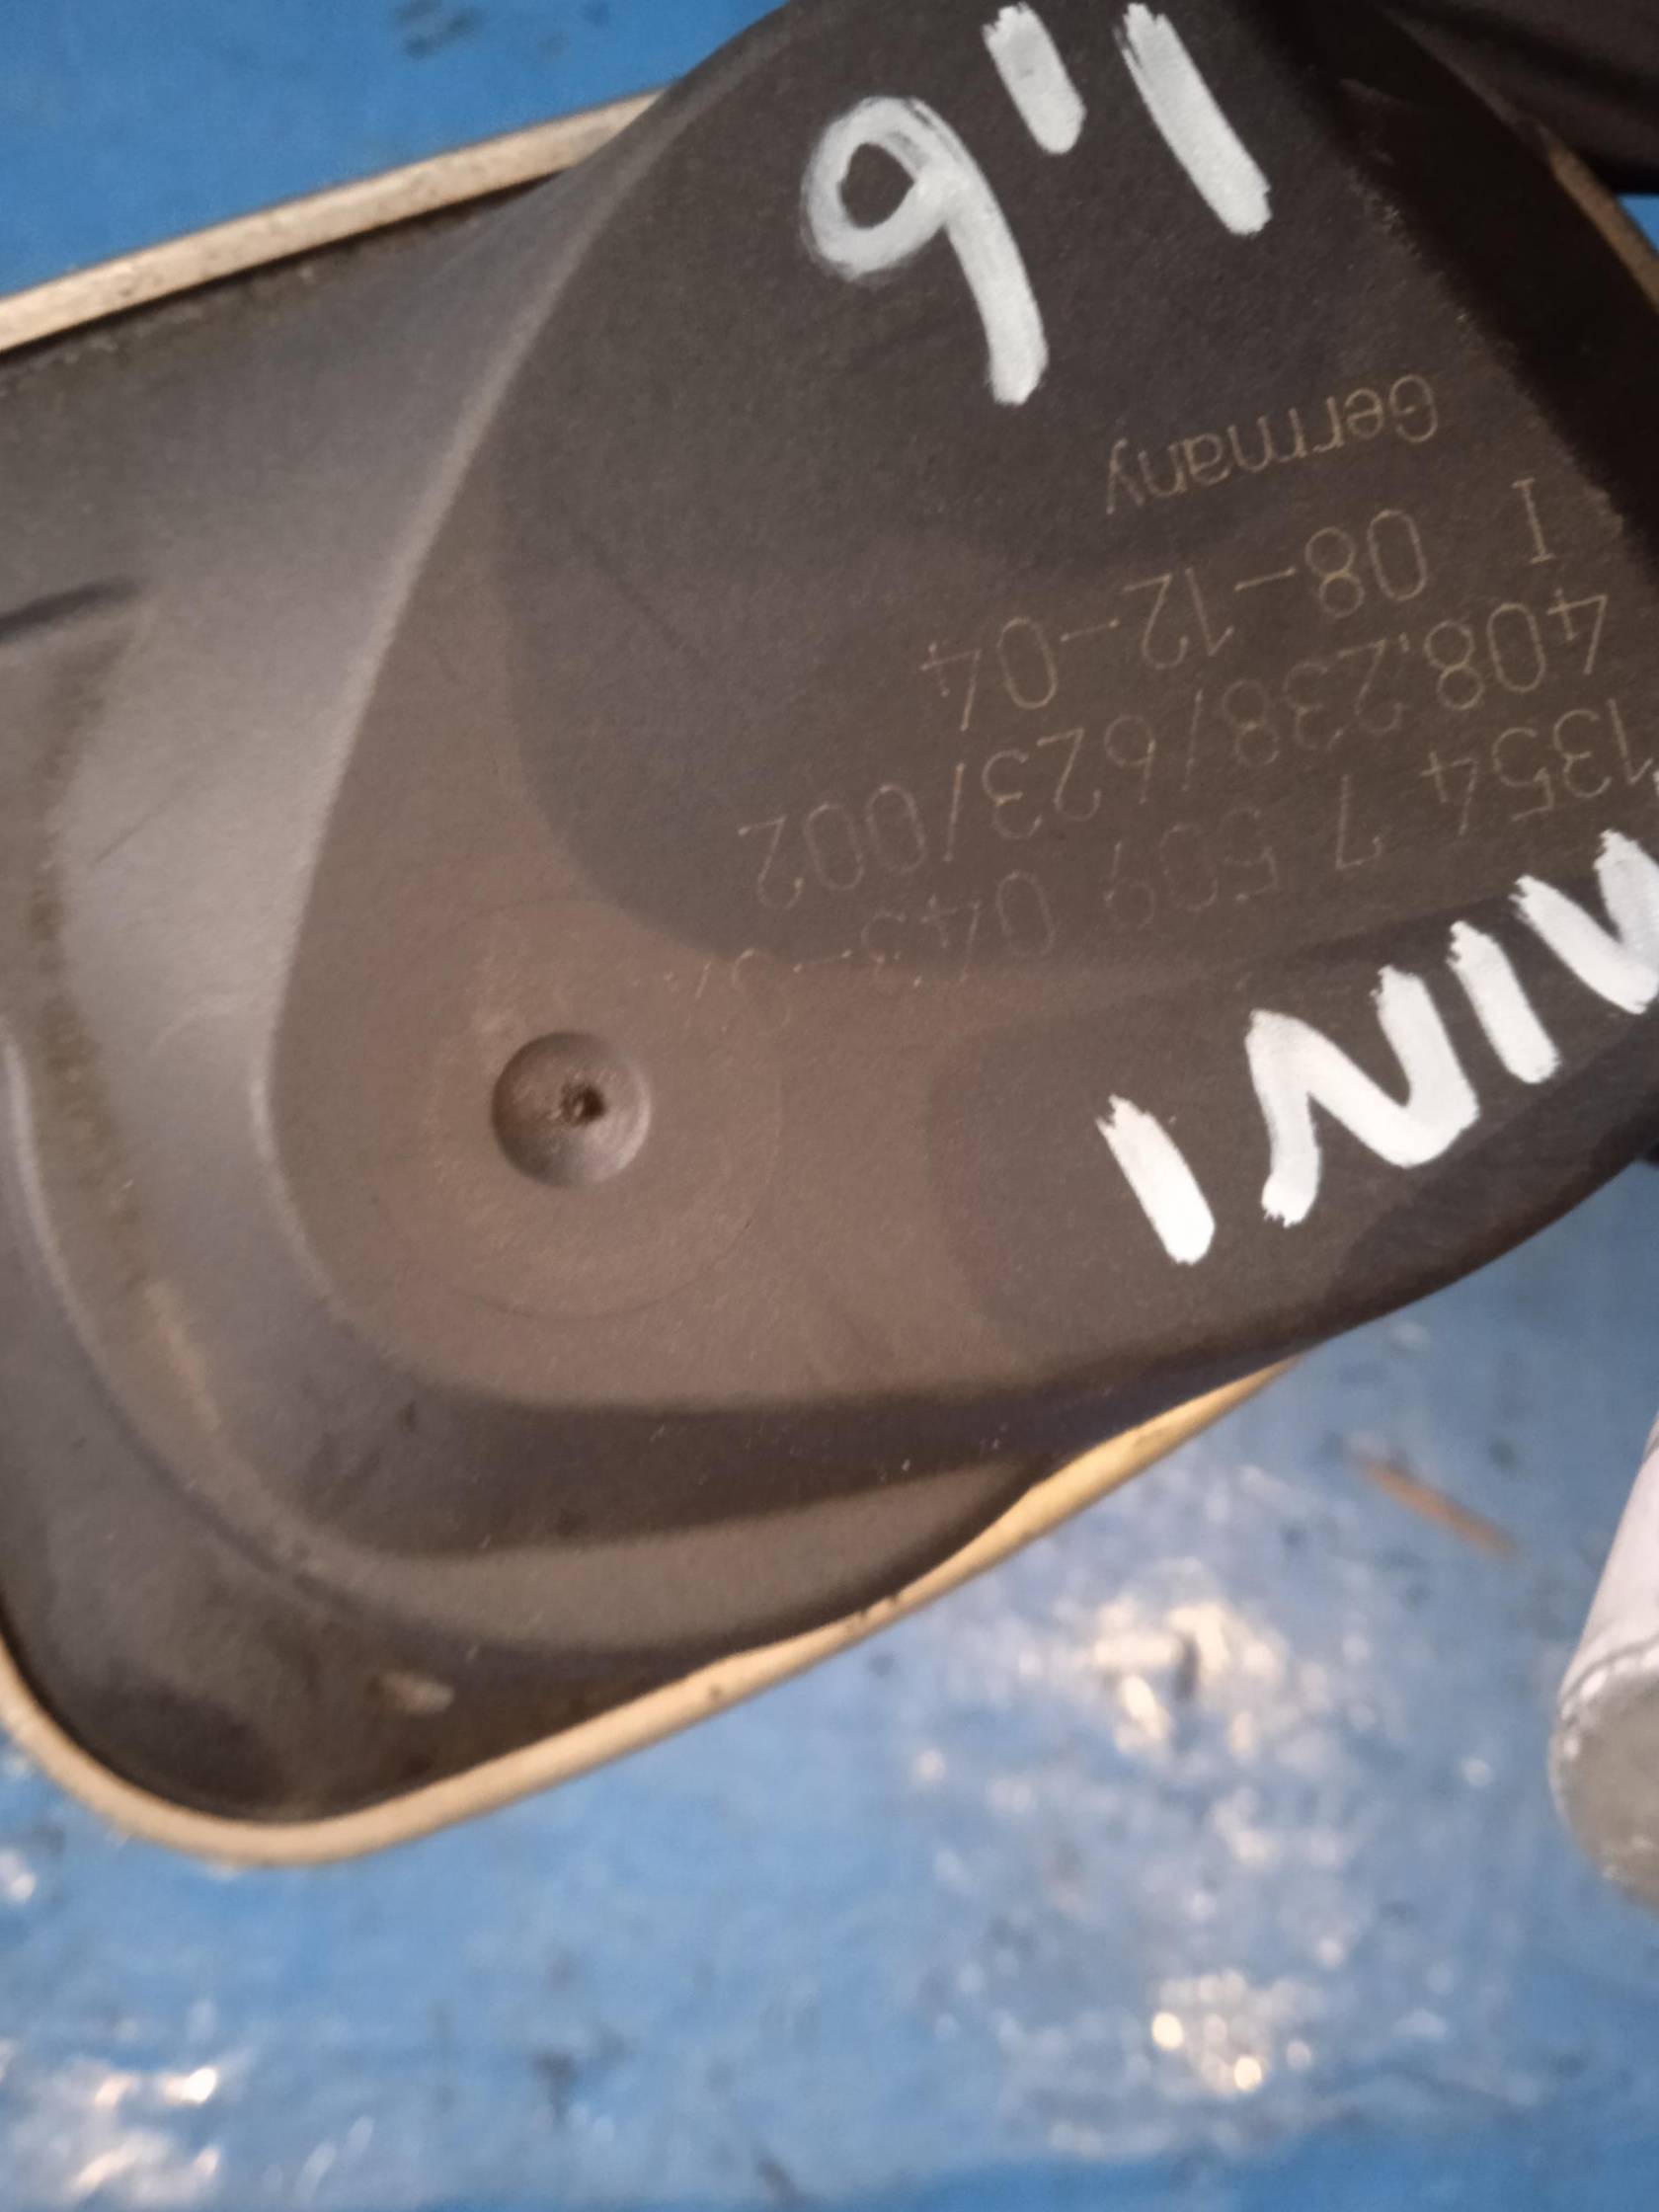 MINI
1354 7 509 043
408.238/623/002
I 08-12-04
Germany
1.6